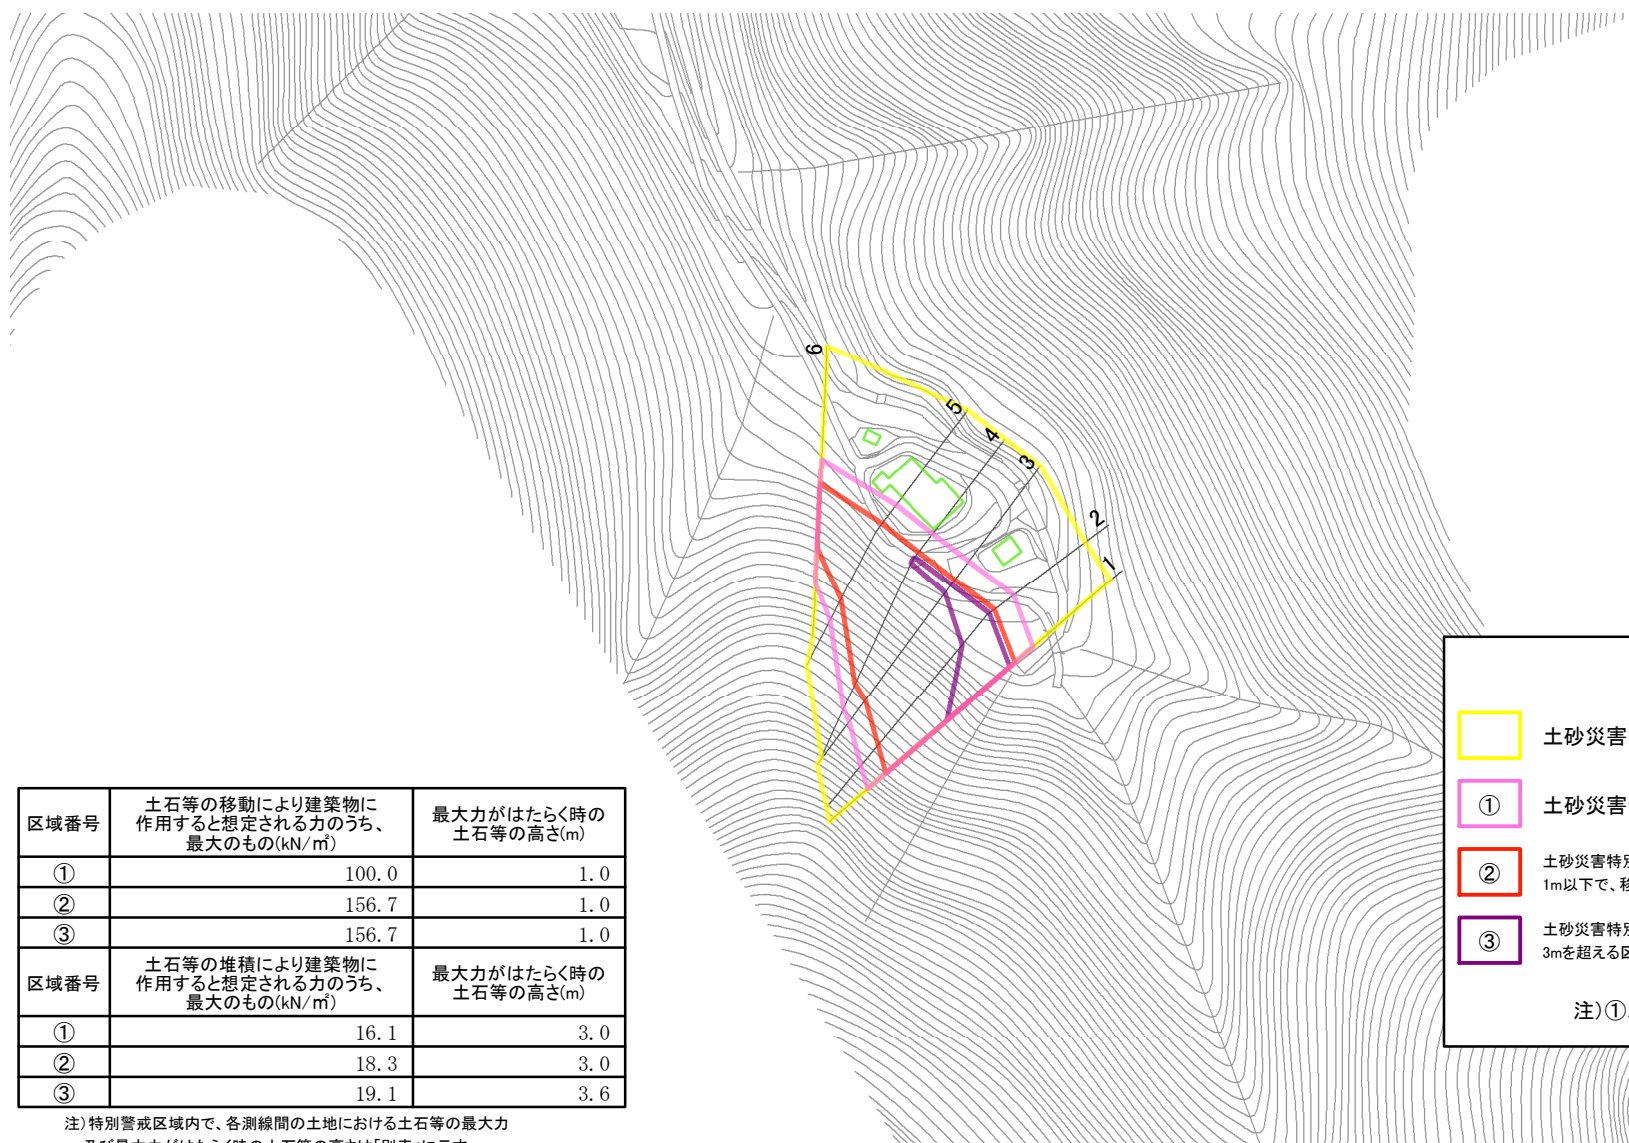 6
5
4
3
2
1
区域番号
土石等の移動により建築物に
作用すると想定される力のうち、
最大のもの(kN/㎡)
最大力がはたらく時の
土石等の高さ(m)
① 100.0 1.0
② 156.7 1.0
③ 156.7 1.0
区域番号
土石等の堆積により建築物に
作用すると想定される力のうち、
最大のもの(kN/㎡)
最大力がはたらく時の
土石等の高さ(m)
① 16.1 3.0
② 18.3 3.0
③ 19.1 3.6
注)特別警戒区域内で、各測線間の土地における土石等の最大力
土砂災害
① 土砂災害
② 土砂災害特別
1m以下で、移
③ 土砂災害特別
3mを超える区
注)①